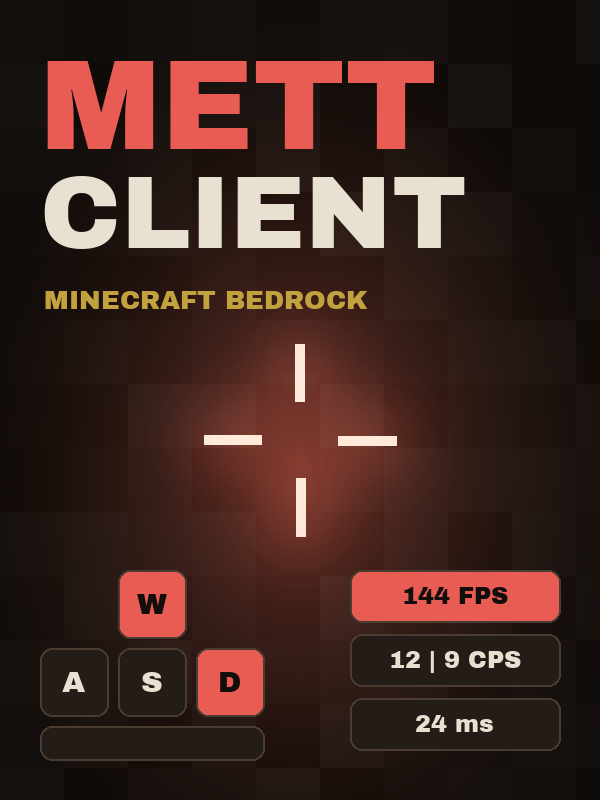 METT
CLIENT
MINECRAFT BEDROCK
W
A S D
144 FPS
12 | 9 CPS
24 ms